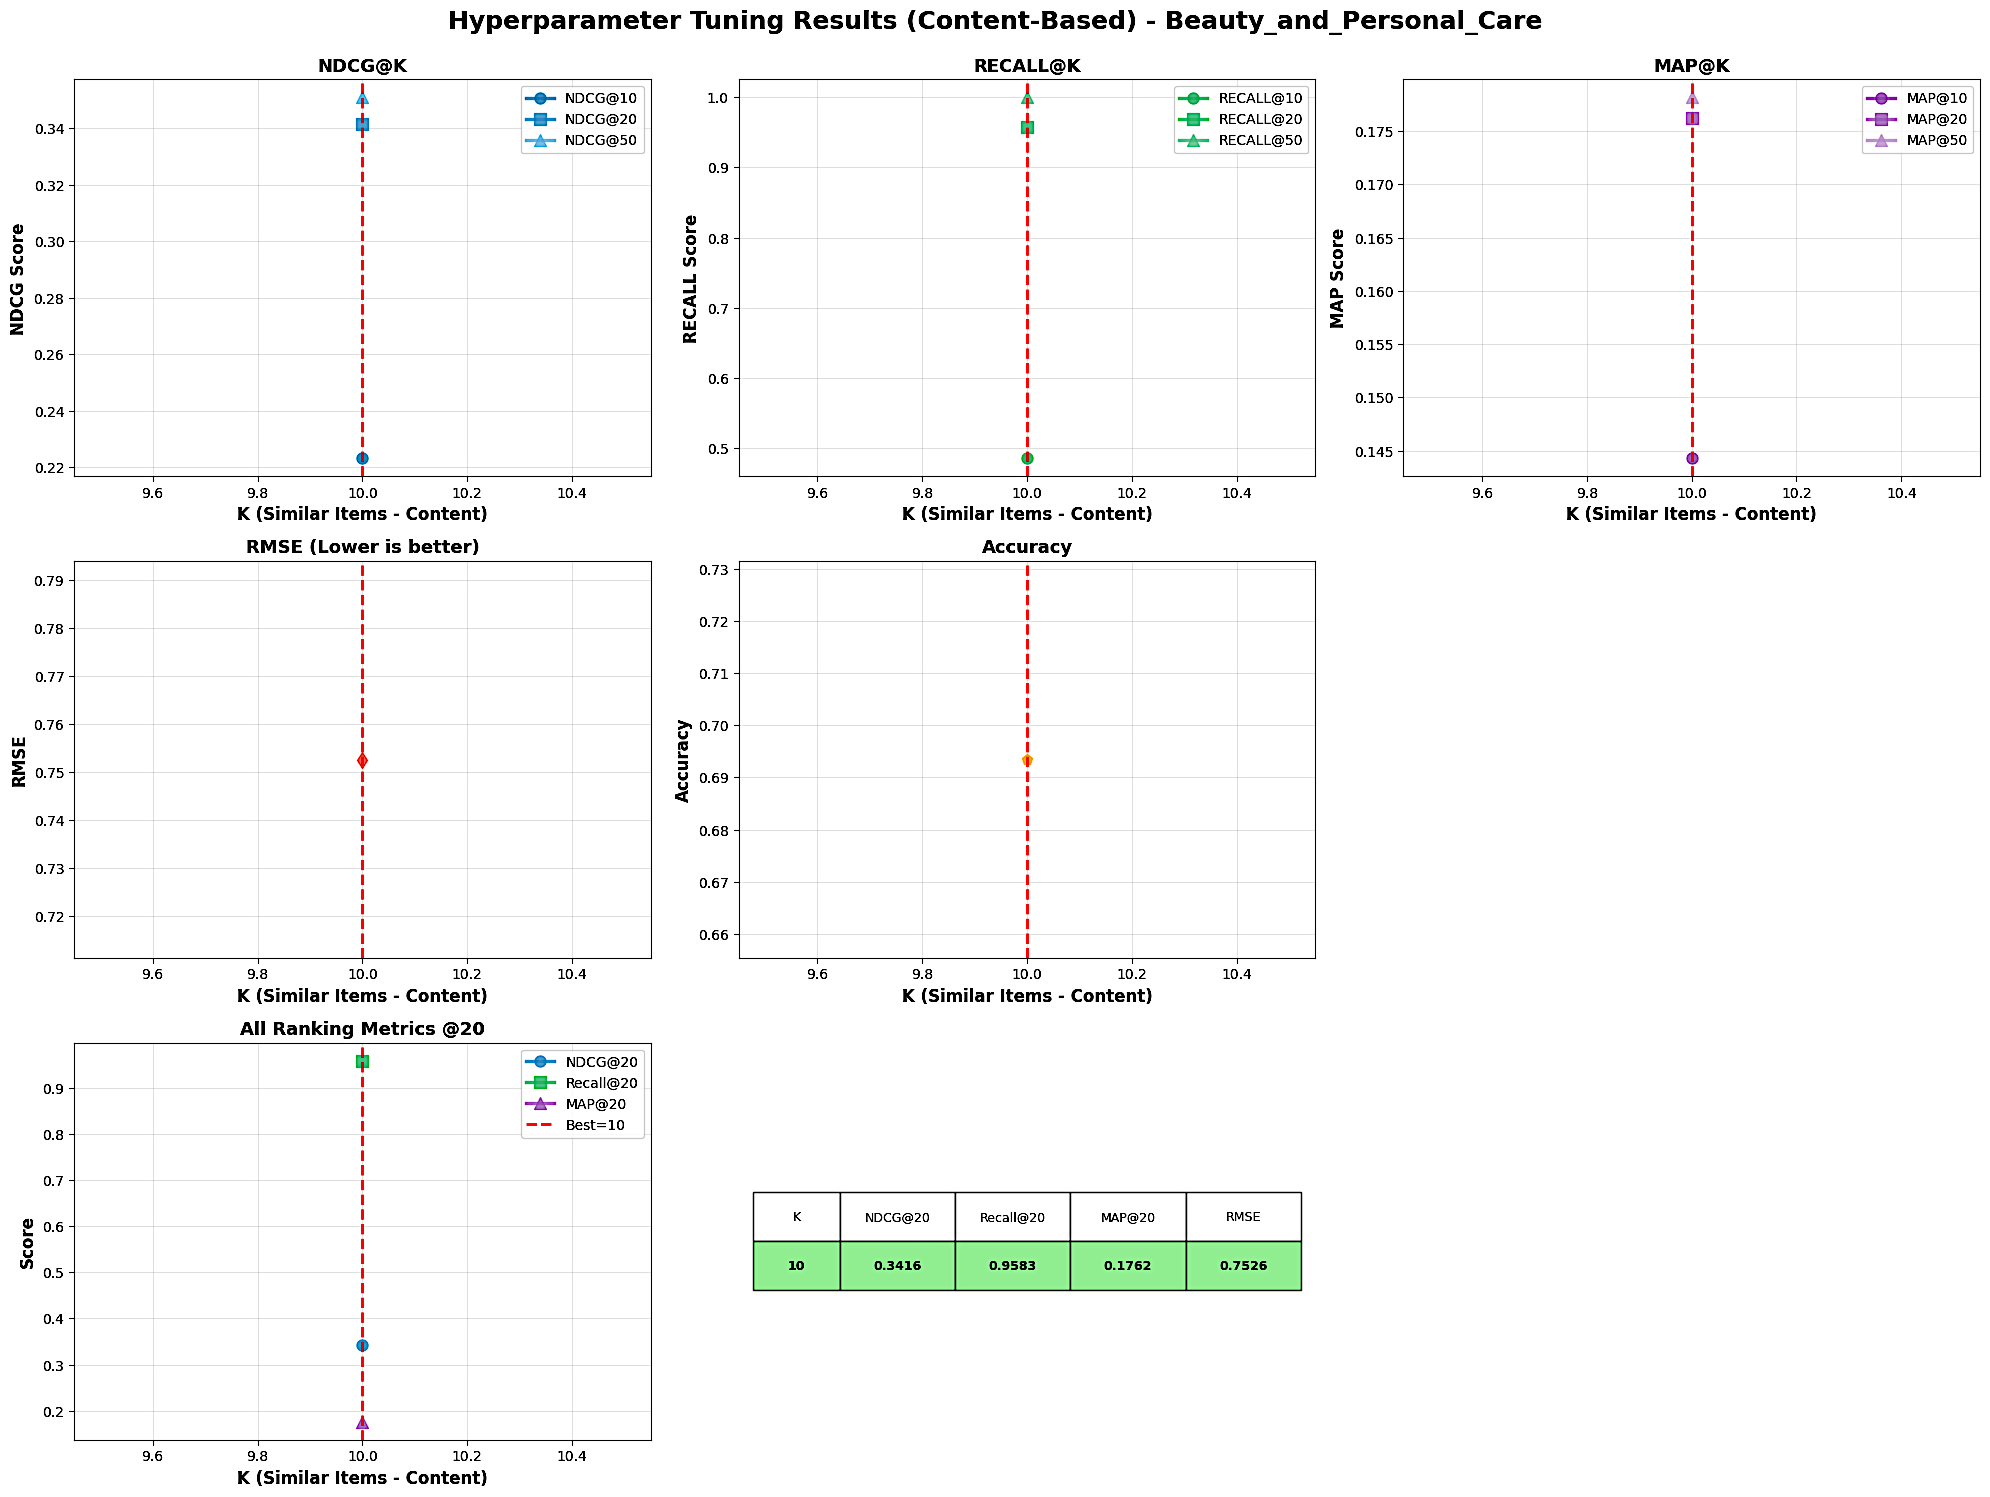 Hyperparameter Tuning Results (Content-Based) - Beauty_and_Personal_Care
NDCG@K
NDCG Score
0.34
0.32
0.30
0.28
0.26
0.24
0.22
9.6 9.8 10.0 10.2 10.4
K (Similar Items - Content)
NDCG@10
NDCG@20
NDCG@50
RECALL@K
RECALL Score
1.0
0.9
0.8
0.7
0.6
0.5
9.6 9.8 10.0 10.2 10.4
K (Similar Items - Content)
RECALL@10
RECALL@20
RECALL@50
MAP@K
MAP Score
0.175
0.170
0.165
0.160
0.155
0.150
0.145
9.6 9.8 10.0 10.2 10.4
K (Similar Items - Content)
MAP@10
MAP@20
MAP@50
RMSE (Lower is better)
RMSE
0.79
0.78
0.77
0.76
0.75
0.74
0.73
0.72
9.6 9.8 10.0 10.2 10.4
K (Similar Items - Content)
Accuracy
Accuracy
0.73
0.72
0.71
0.70
0.69
0.68
0.67
0.66
9.6 9.8 10.0 10.2 10.4
K (Similar Items - Content)
All Ranking Metrics @20
Score
0.9
0.8
0.7
0.6
0.5
0.4
0.3
0.2
9.6 9.8 10.0 10.2 10.4
K (Similar Items - Content)
NDCG@20
Recall@20
MAP@20
Best=10
K NDCG@20 Recall@20 MAP@20 RMSE
10 0.3416 0.9583 0.1762 0.7526